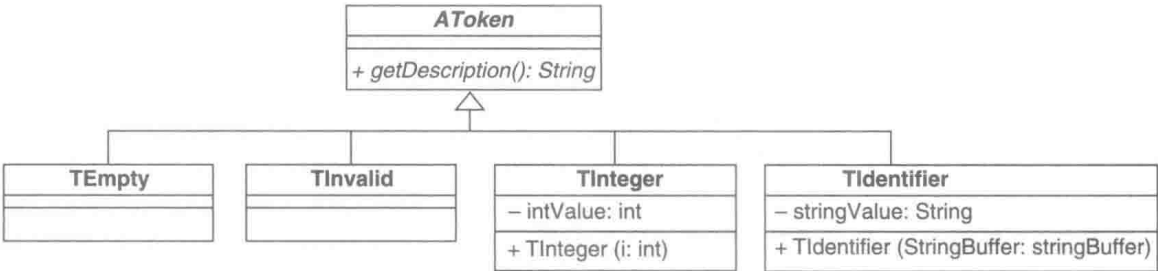 AToken
+ getDescription(): String
TEmpty
TInvalid
TInteger
– intValue: int
+ TInteger (i: int)
TIdentifier
– stringValue: String
+ TIdentifier (StringBuffer: stringBuffer)